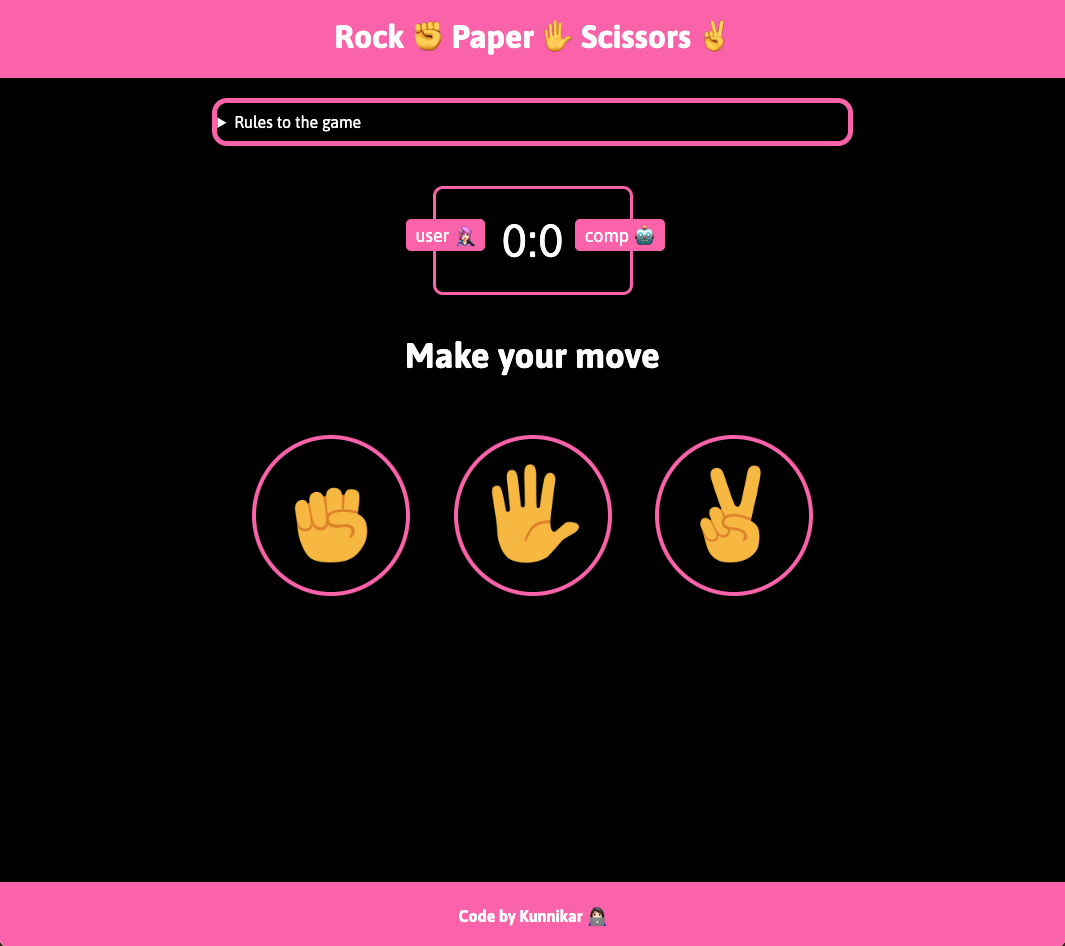 Rock ✊ Paper 🖐 Scissors ✌
▶ Rules to the game
user 👩🏻‍🎤 0:0 comp 🤖
Make your move
Code by Kunnikar 👩🏻‍💻